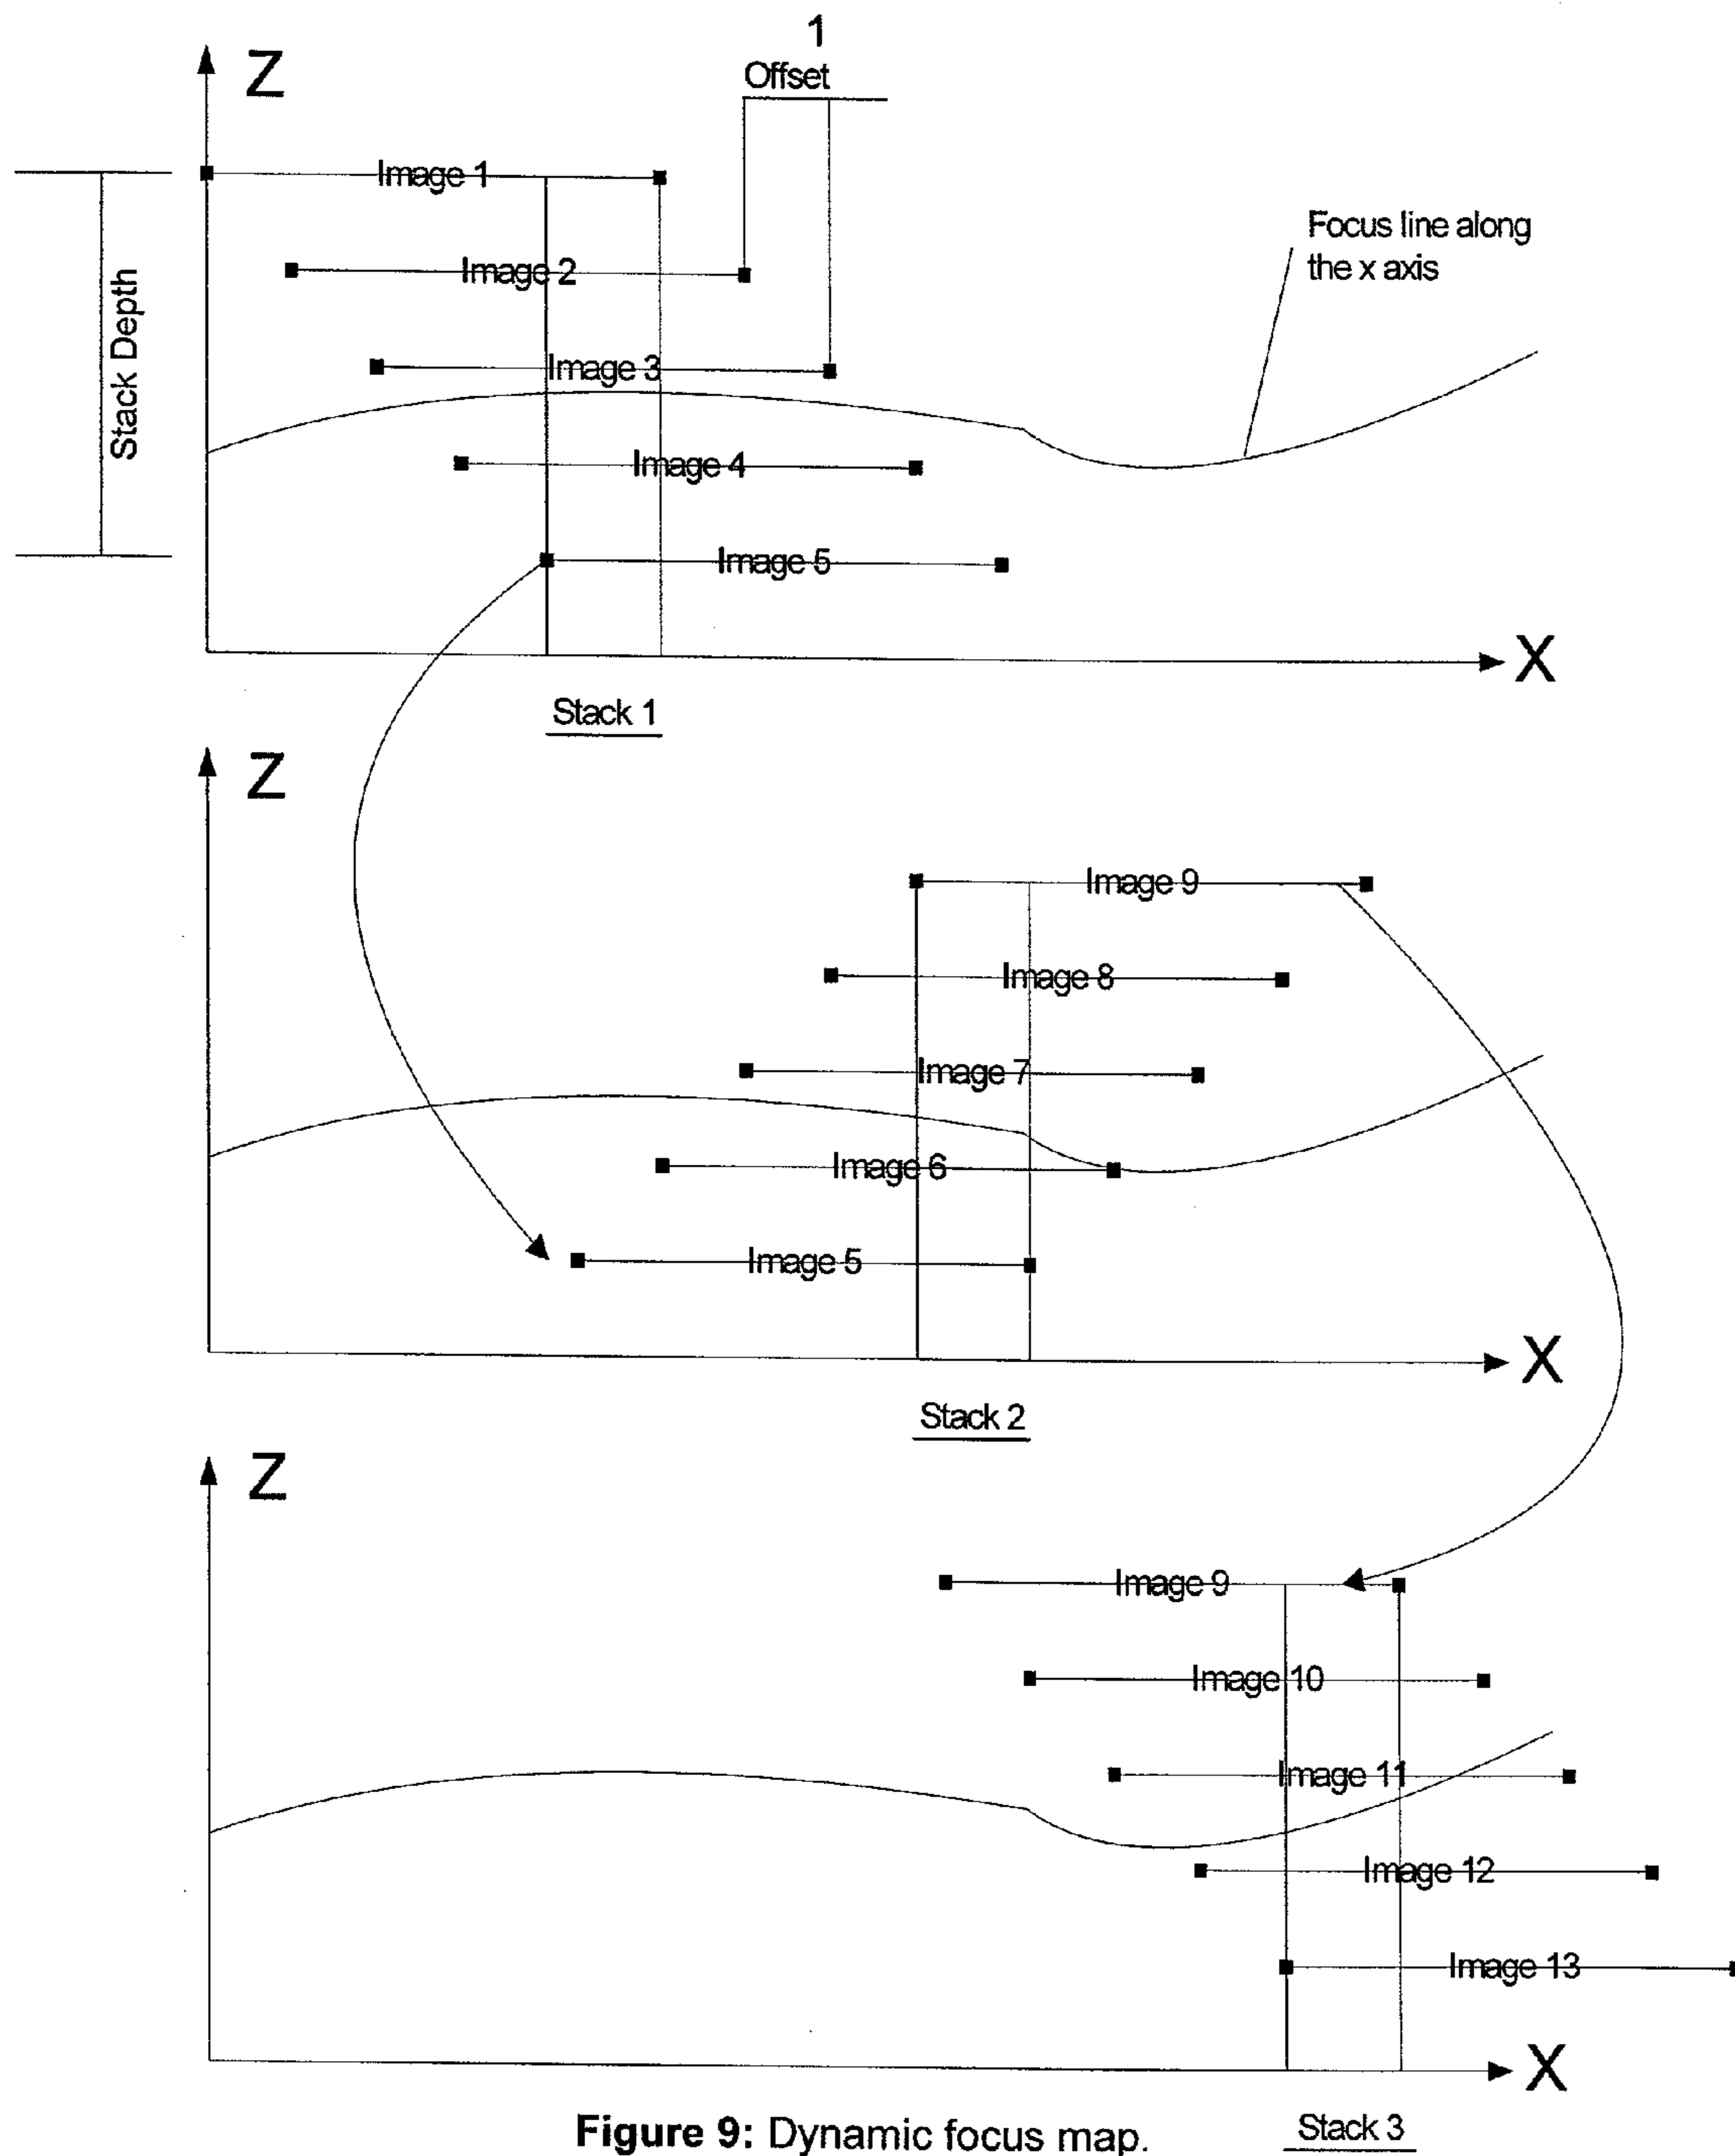 1
Offset
Z
Image 1
Focus line along
the x axis
Image 2
Stack Depth
Image 3
Image 4
Image 5
X
Stack 1
Z
Image 9
Image 8
Image 7
Image 6
Image 5
X
Stack 2
Z
Image 9
Image 10
Image 11
Image 12
Image 13
X
Figure 9: Dynamic focus map.
Stack 3